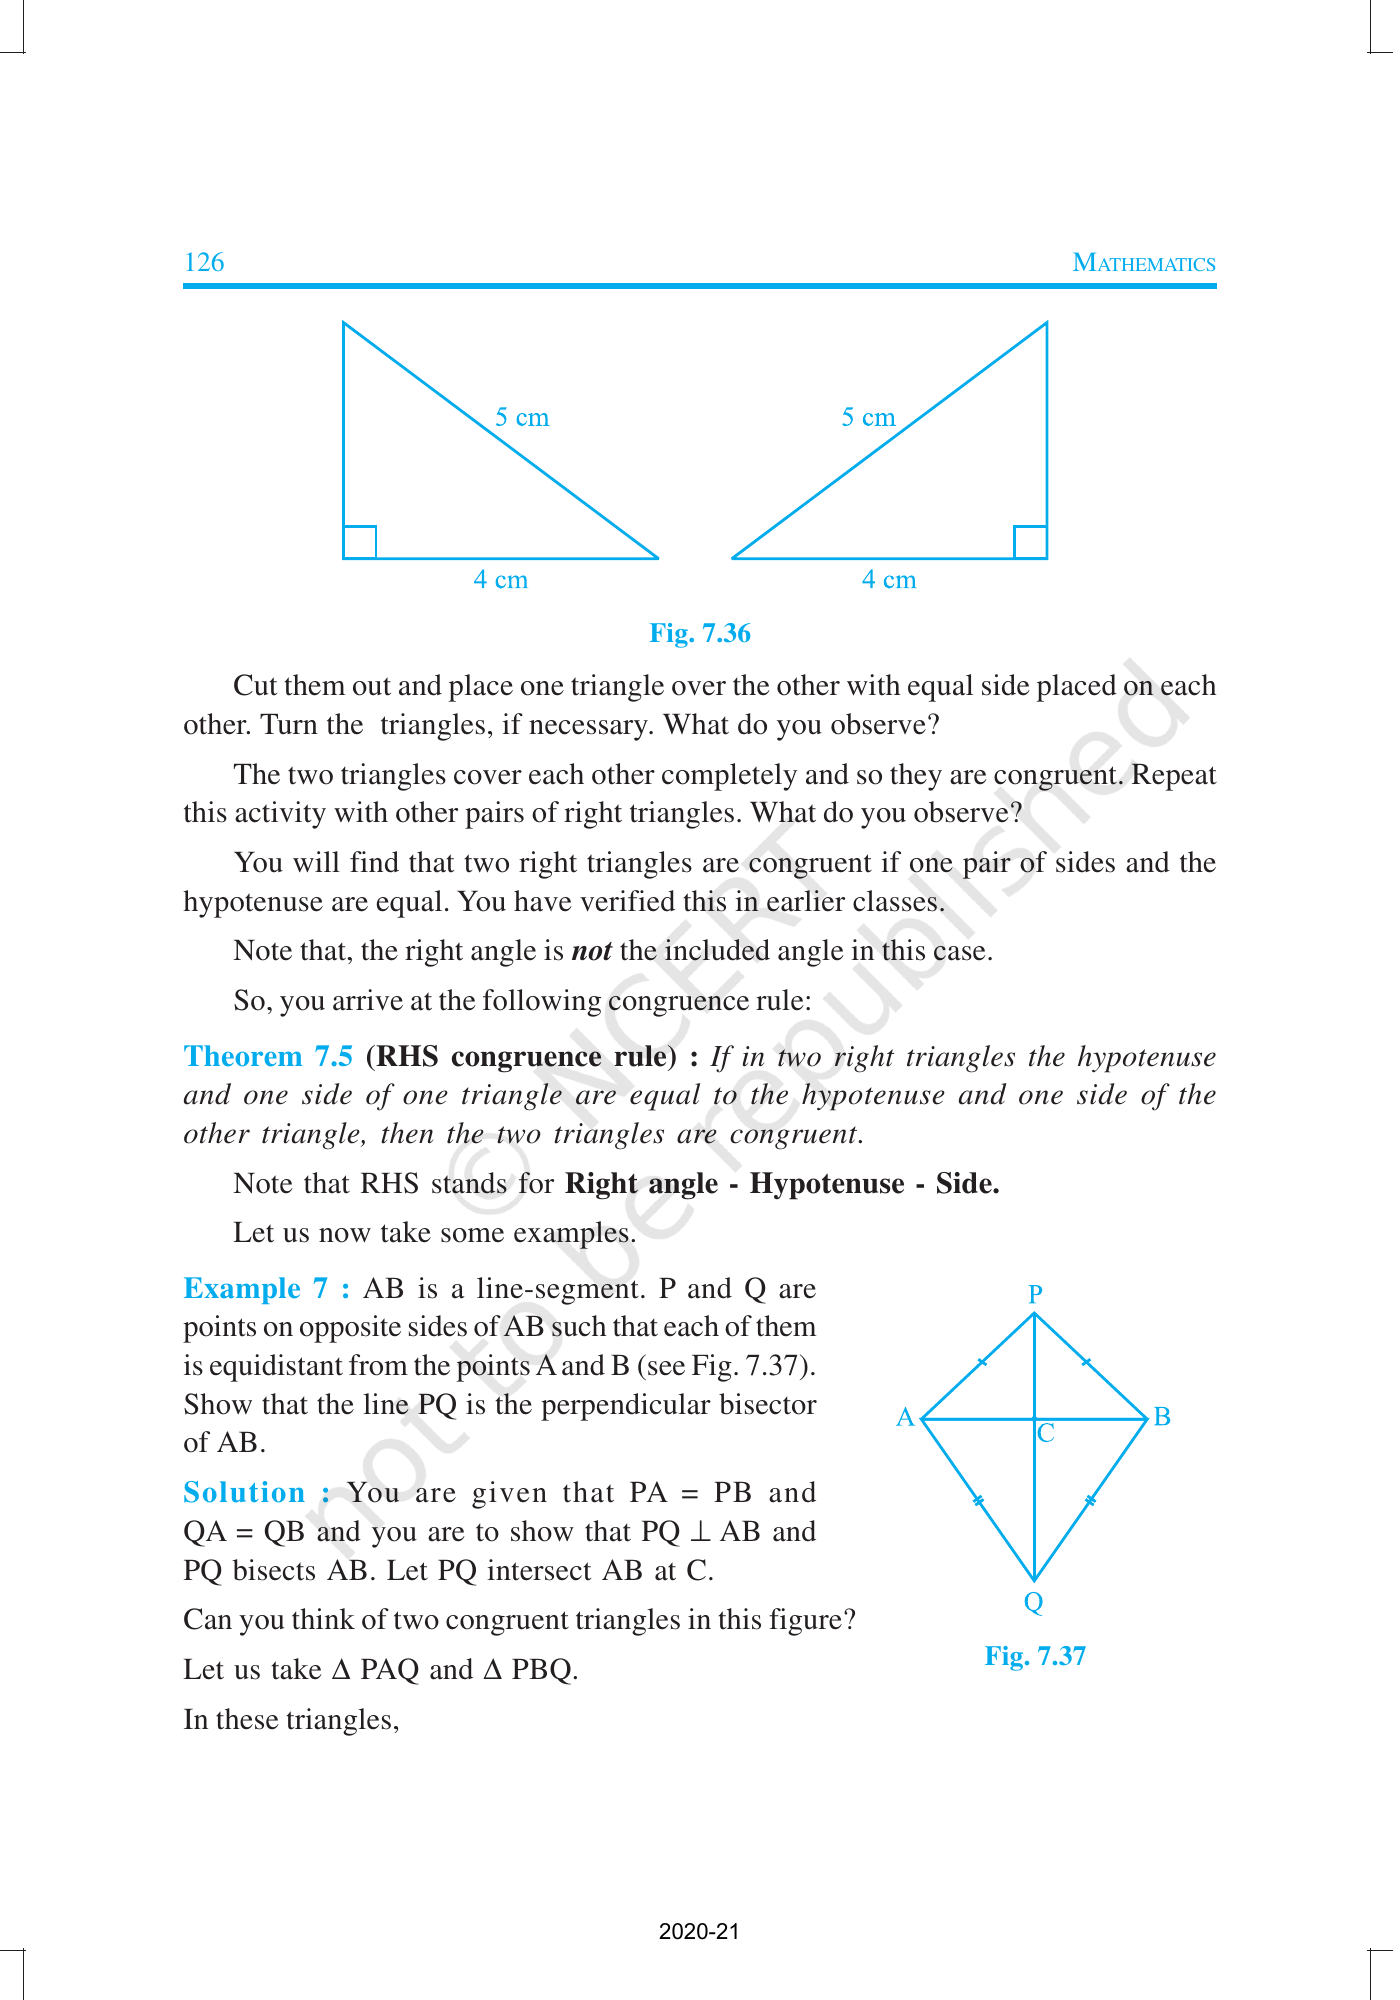 126
MATHEMATICS
5 cm
5 cm
4 cm
4 cm
Fig. 7.36
Cut them out and place one triangle over the other with equal side placed on each
other. Turn the triangles, if necessary. What do you observe?
The two triangles cover each other completely and so they are congruent. Repeat
this activity with other pairs of right triangles. What do you observe?
You will find that two right triangles are congruent if one pair of sides and the
hypotenuse are equal. You have verified this in earlier classes.
Note that, the right angle is not the included angle in this case.
So, you arrive at the following congruence rule:
Theorem 7.5 (RHS congruence rule) : If in two right triangles the hypotenuse
and one side of one triangle are equal to the hypotenuse and one side of the
other triangle, then the two triangles are congruent.
Note that RHS stands for Right angle - Hypotenuse - Side.
Let us now take some examples.
Example 7 : AB is a line-segment. P and Q are
points on opposite sides of AB such that each of them
is equidistant from the points A and B (see Fig. 7.37).
Show that the line PQ is the perpendicular bisector
of AB.
Solution : You are given that PA = PB and
QA = QB and you are to show that PQ ⊥ AB and
PQ bisects AB. Let PQ intersect AB at C.
Can you think of two congruent triangles in this figure?
Let us take Δ PAQ and Δ PBQ.
In these triangles,
P
A
B
C
Q
Fig. 7.37
© NCERT
not to be republished
2020-21